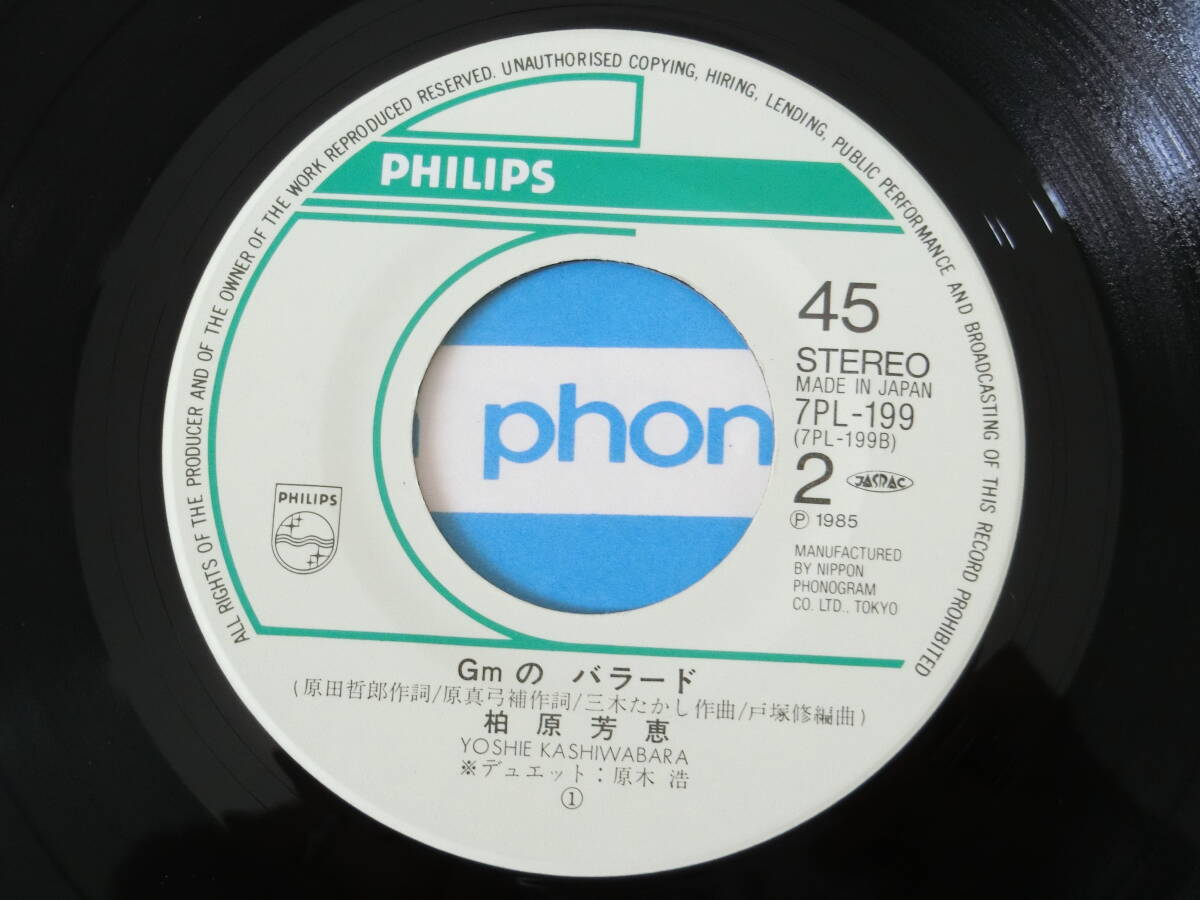 ALL RIGHTS OF THE PRODUCER AND OF THE OWNER OF THE WORK REPRODUCED RESERVED. UNAUTHORISED COPYING, HIRING, LENDING, PUBLIC PERFORMANCE AND BROADCASTING OF THIS RECORD PROHIBITED
PHILIPS
45
STEREO
MADE IN JAPAN
7PL-199
(7PL-199B)
2 JASRAC
Ⓟ 1985
PHILIPS
phon
MANUFACTURED
BY NIPPON
PHONOGRAM
CO. LTD., TOKYO
Gmの バラード
(原田哲郎作詞/原真弓補作詞/三木たかし作曲/戸塚修編曲)
柏原芳恵
YOSHIE KASHIWABARA
※デュエット:原木 浩
①